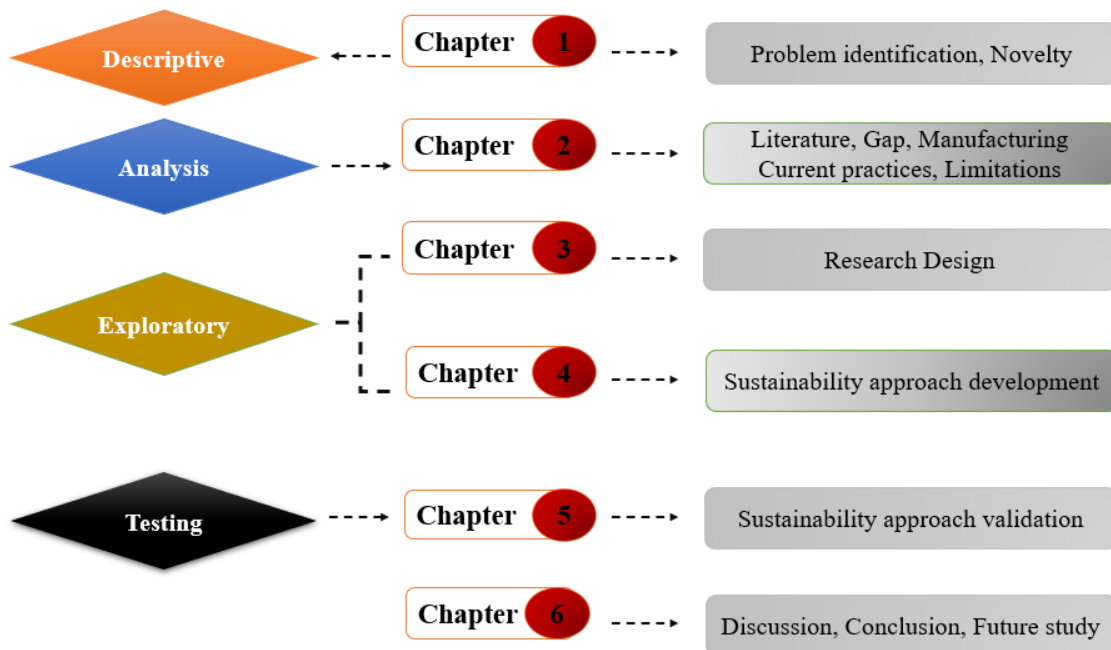 Descriptive
Chapter 1
Problem identification, Novelty
Analysis
Chapter 2
Literature, Gap, Manufacturing
Current practices, Limitations
Exploratory
Chapter 3
Research Design
Chapter 4
Sustainability approach development
Testing
Chapter 5
Sustainability approach validation
Chapter 6
Discussion, Conclusion, Future study